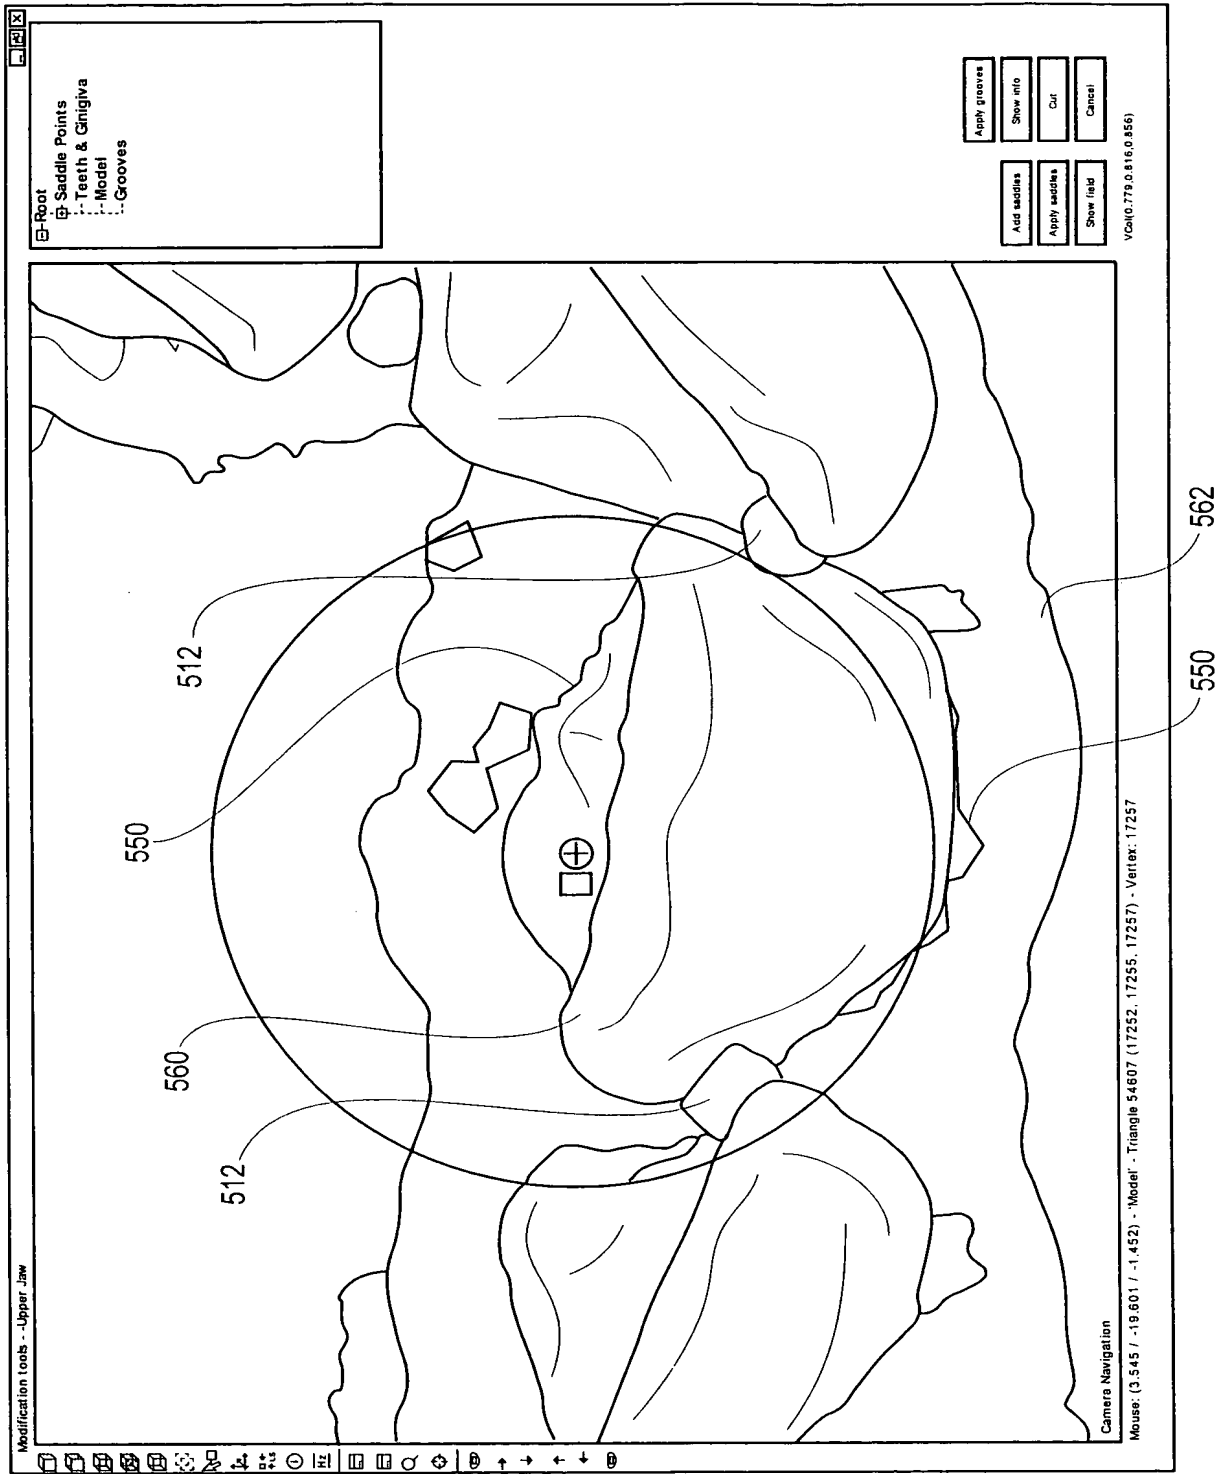 Modification tools - -Upper Jaw
Root
Saddle Points
Teeth & Ginigiva
Model
Grooves
Apply grooves
Add saddles
Show info
Apply saddles
Cut
Show field
Cancel
VCol(0.779,0.816,0.856)
512
550
560
512
562
550
Camera Navigation
Mouse: (3.545 / -19.601 / -1.452) - 'Model' - Triangle 54607 (17252, 17255, 17257) - Vertex: 17257